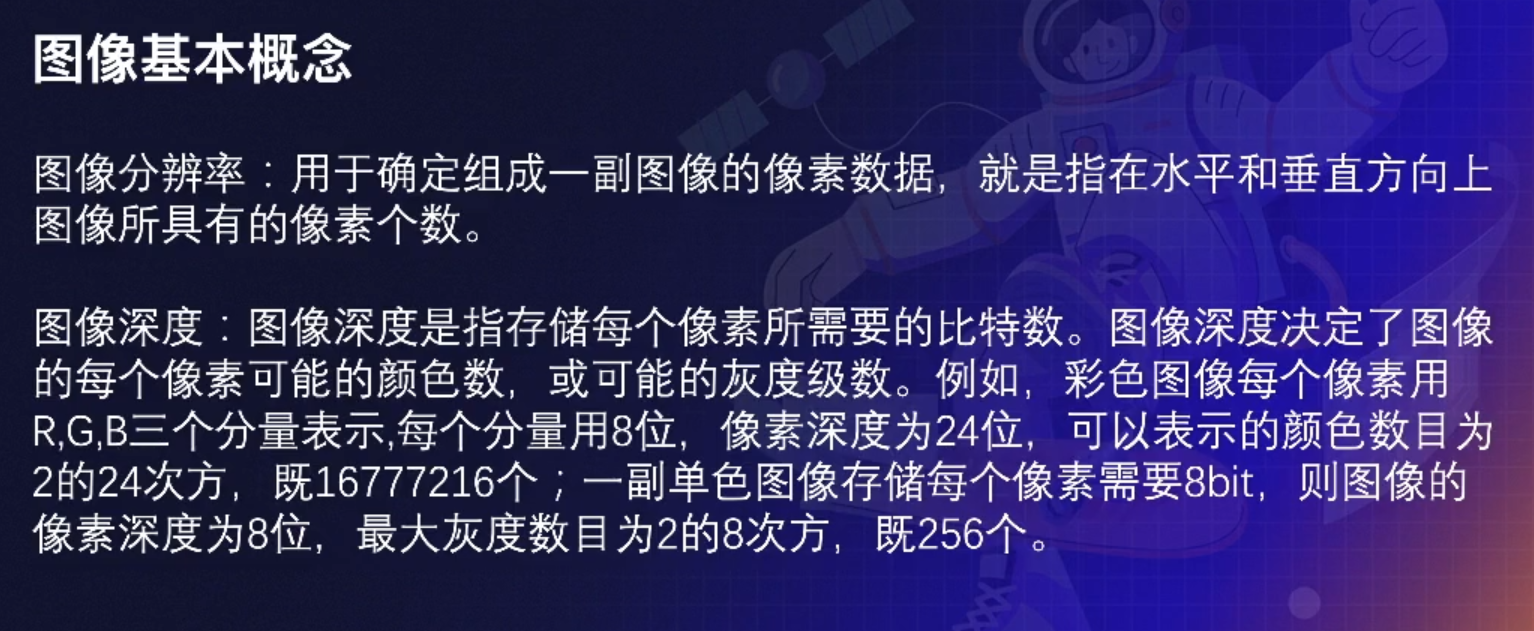 图像基本概念
图像分辨率：用于确定组成一副图像的像素数据，就是指在水平和垂直方向上
图像所具有的像素个数。
图像深度：图像深度是指存储每个像素所需要的比特数。图像深度决定了图像
的每个像素可能的颜色数，或可能的灰度级数。例如，彩色图像每个像素用
R,G,B三个分量表示,每个分量用8位，像素深度为24位，可以表示的颜色数目为
2的24次方，既16777216个；一副单色图像存储每个像素需要8bit，则图像的
像素深度为8位，最大灰度数目为2的8次方，既256个。